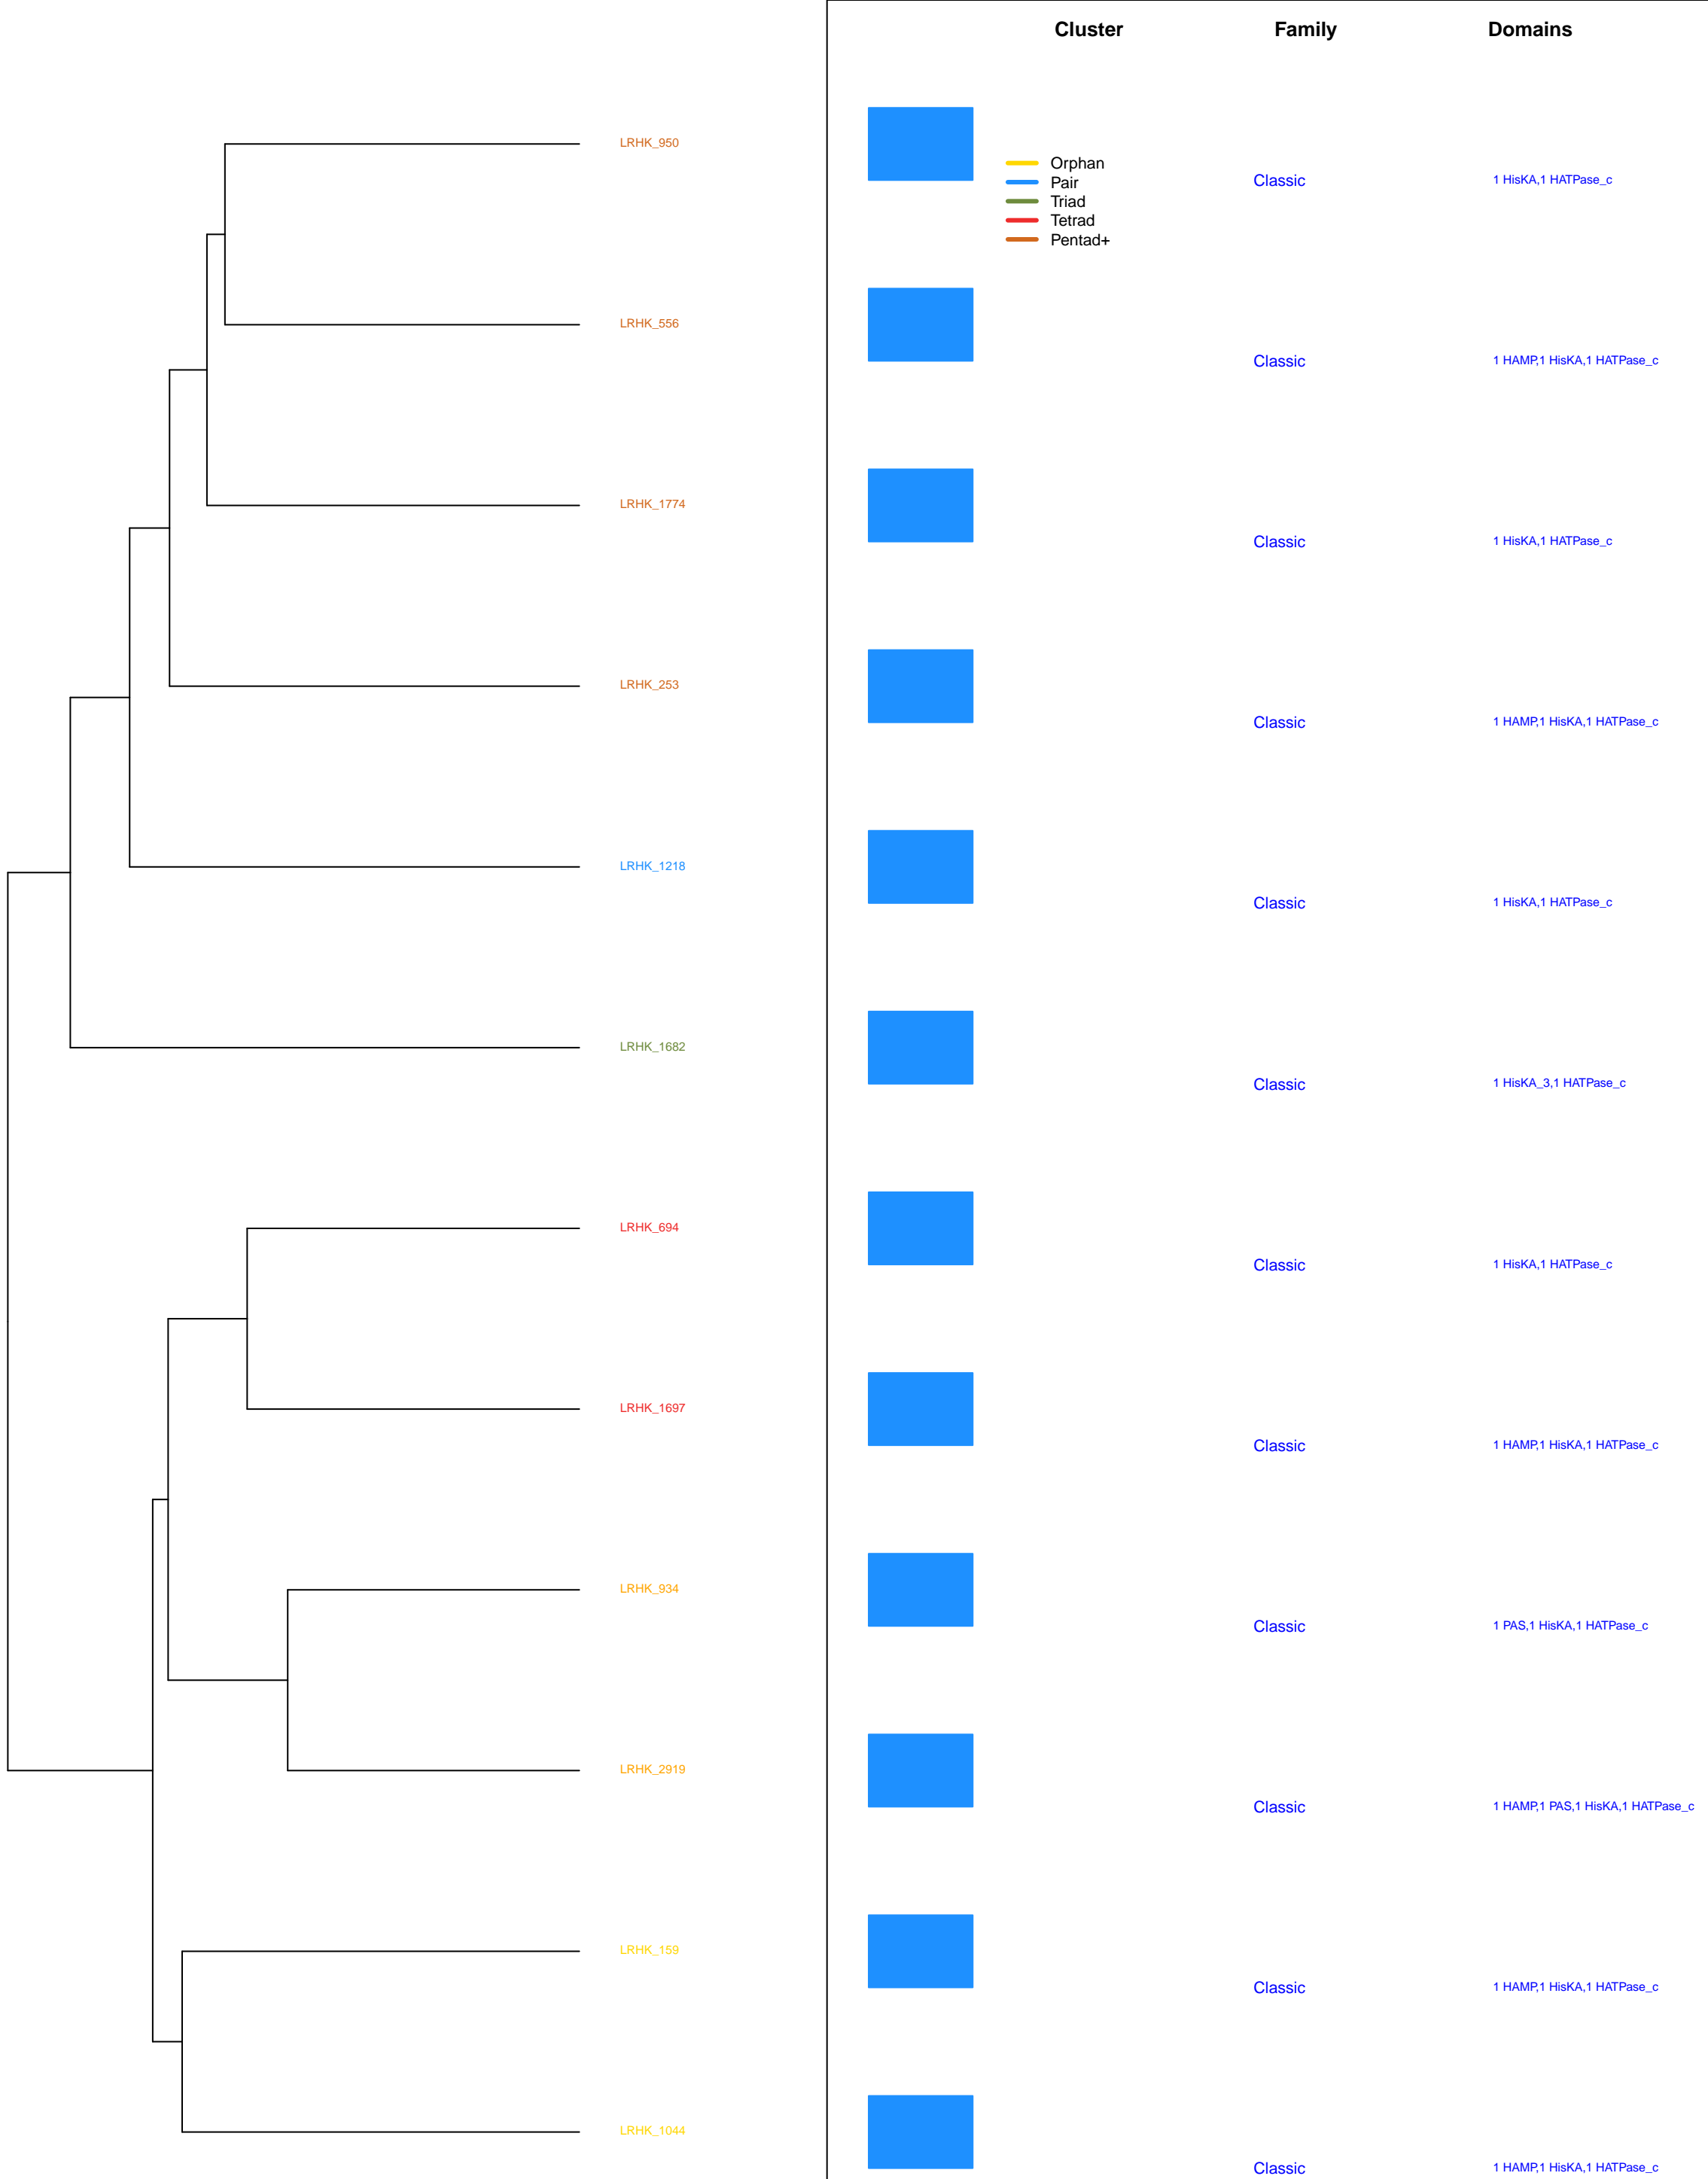 Cluster Family Domains
LRHK_950
Orphan
Pair
Triad
Tetrad
Pentad+
Classic 1 HisKA,1 HATPase_c
LRHK_556
Classic 1 HAMP,1 HisKA,1 HATPase_c
LRHK_1774
Classic 1 HisKA,1 HATPase_c
LRHK_253
Classic 1 HAMP,1 HisKA,1 HATPase_c
LRHK_1218
Classic 1 HisKA,1 HATPase_c
LRHK_1682
Classic 1 HisKA_3,1 HATPase_c
LRHK_694
Classic 1 HisKA,1 HATPase_c
LRHK_1697
Classic 1 HAMP,1 HisKA,1 HATPase_c
LRHK_934
Classic 1 PAS,1 HisKA,1 HATPase_c
LRHK_2919
Classic 1 HAMP,1 PAS,1 HisKA,1 HATPase_c
LRHK_159
Classic 1 HAMP,1 HisKA,1 HATPase_c
LRHK_1044
Classic 1 HAMP,1 HisKA,1 HATPase_c